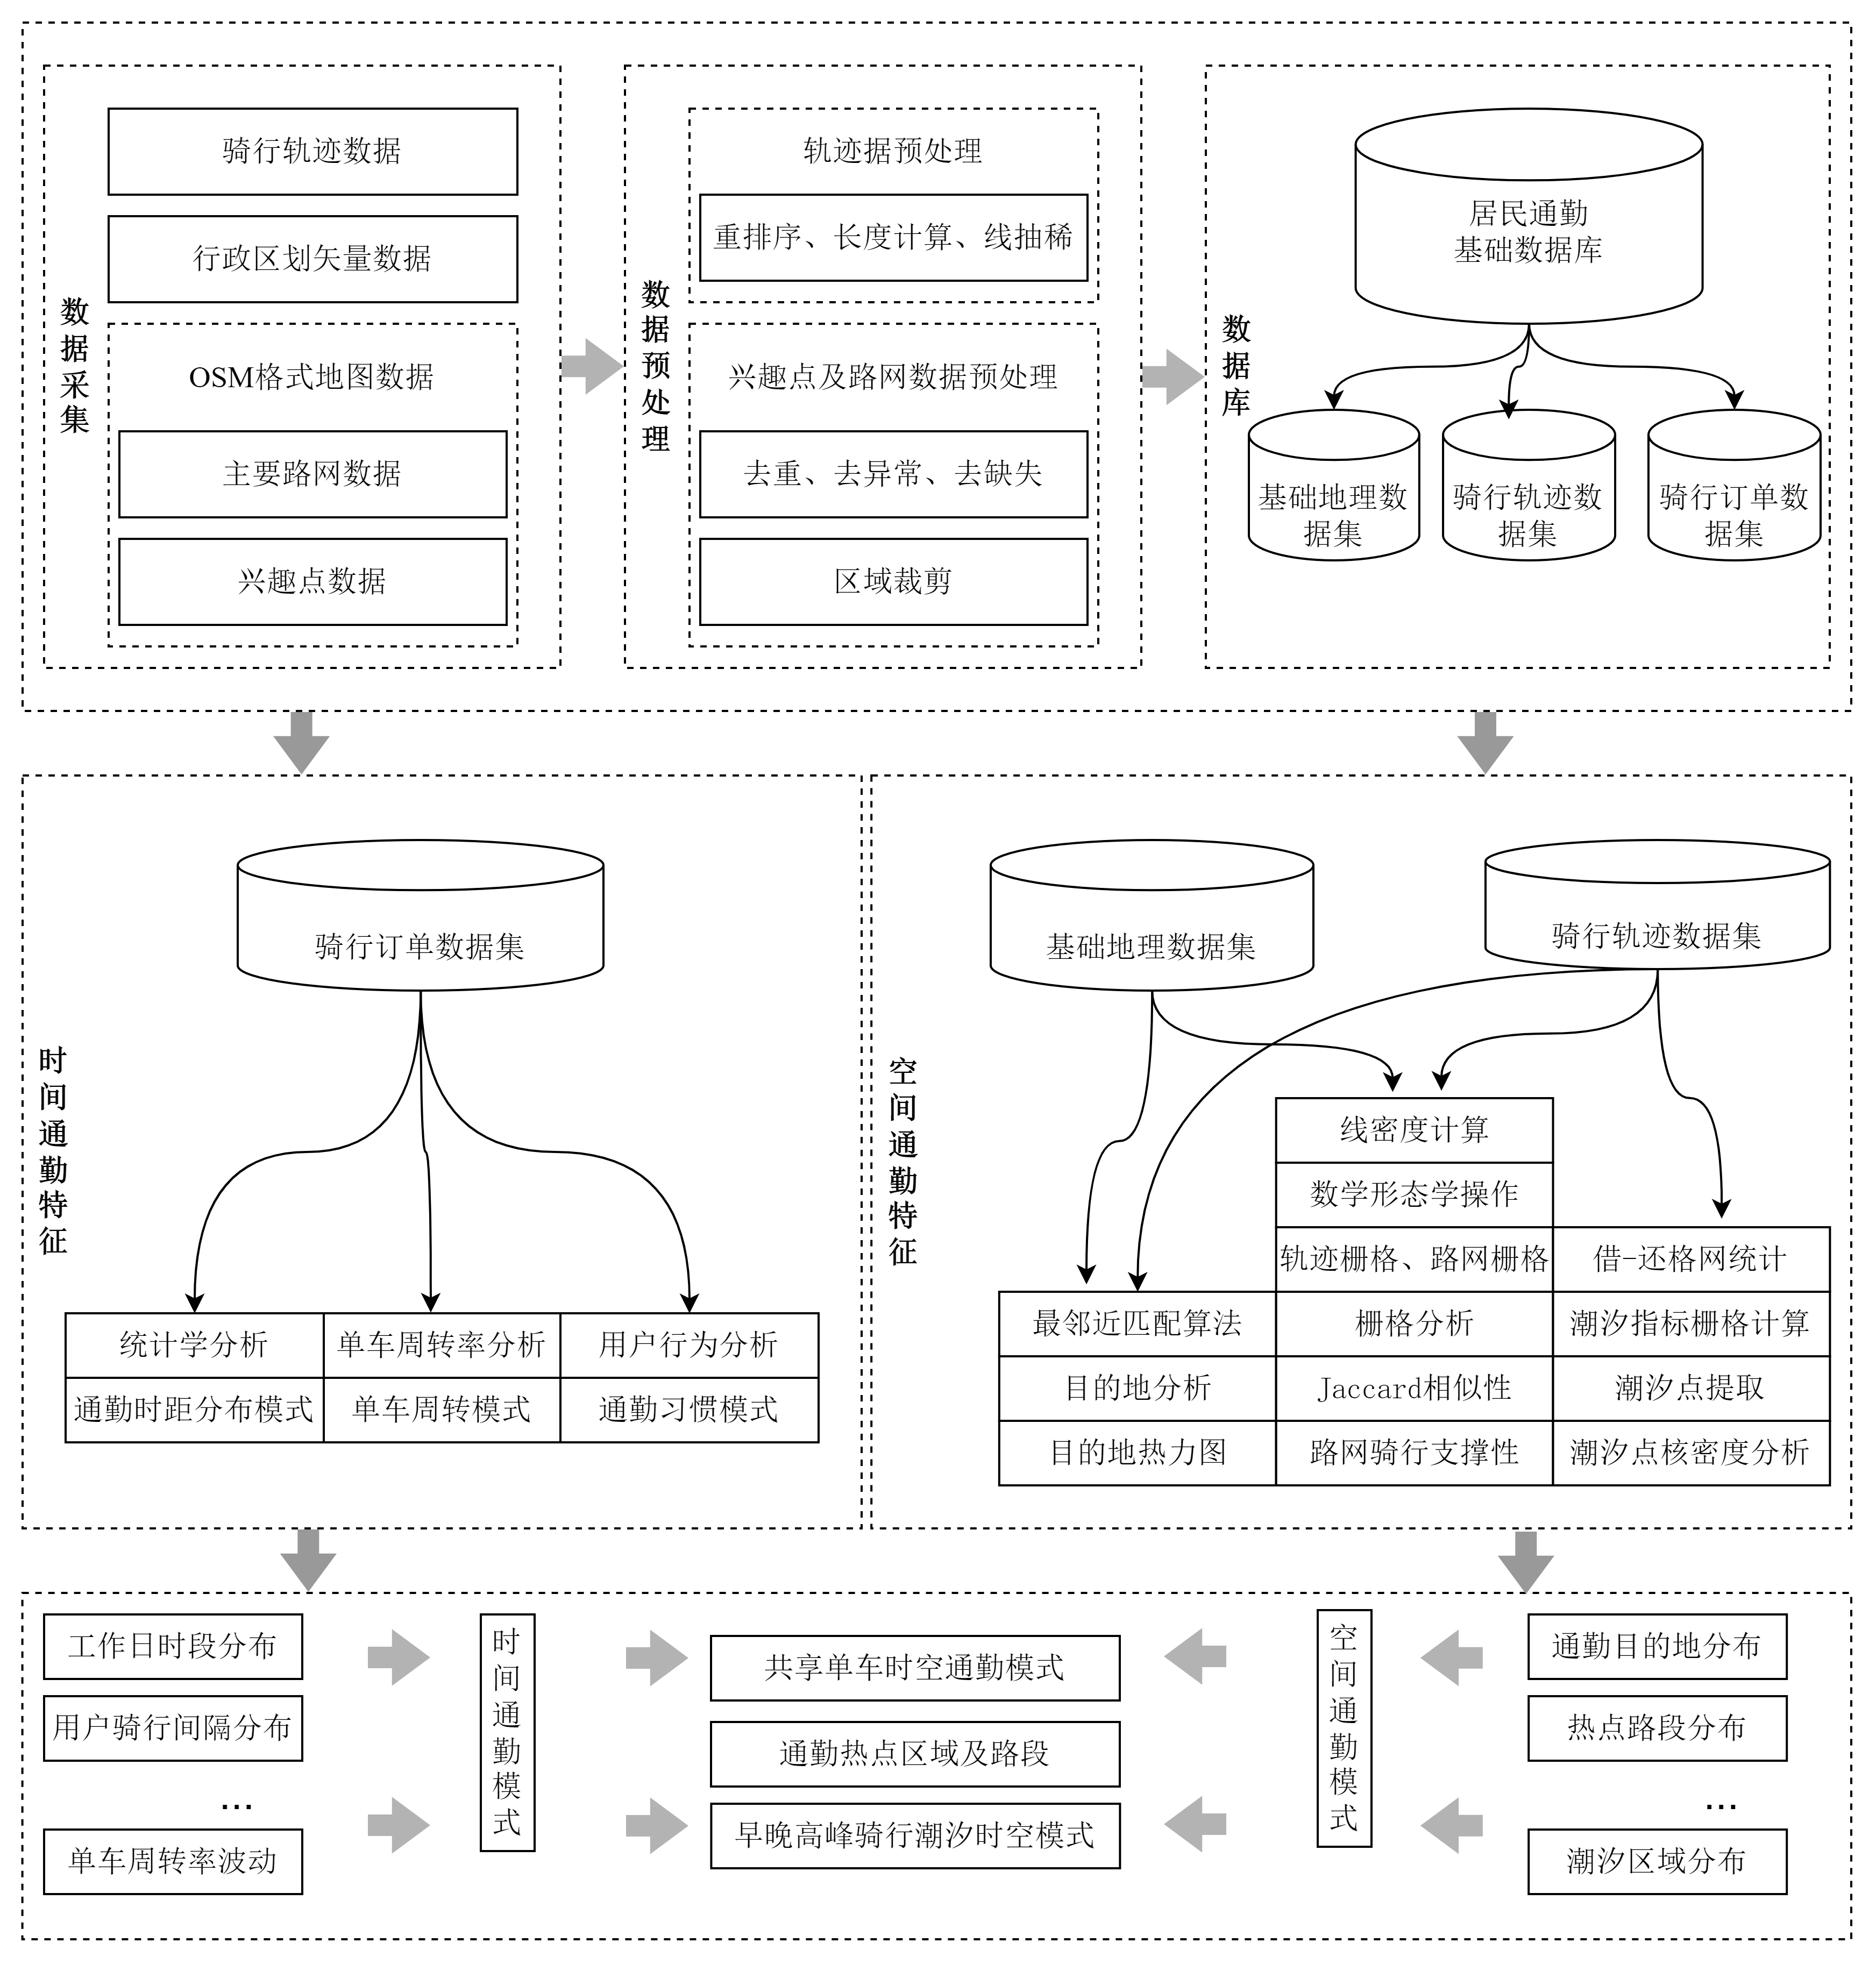 数据采集
骑行轨迹数据
行政区划矢量数据
OSM格式地图数据
主要路网数据
兴趣点数据
数据预处理
轨迹据预处理
重排序、长度计算、线抽稀
兴趣点及路网数据预处理
去重、去异常、去缺失
区域裁剪
数据库
居民通勤
基础数据库
基础地理数
据集
骑行轨迹数
据集
骑行订单数
据集
时间通勤特征
骑行订单数据集
统计学分析
单车周转率分析
用户行为分析
通勤时距分布模式
单车周转模式
通勤习惯模式
空间通勤特征
基础地理数据集
骑行轨迹数据集
线密度计算
数学形态学操作
轨迹栅格、路网栅格
借-还格网统计
最邻近匹配算法
栅格分析
潮汐指标栅格计算
目的地分析
Jaccard相似性
潮汐点提取
目的地热力图
路网骑行支撑性
潮汐点核密度分析
工作日时段分布
用户骑行间隔分布
...
单车周转率波动
时间通勤模式
共享单车时空通勤模式
通勤热点区域及路段
早晚高峰骑行潮汐时空模式
空间通勤模式
通勤目的地分布
热点路段分布
...
潮汐区域分布